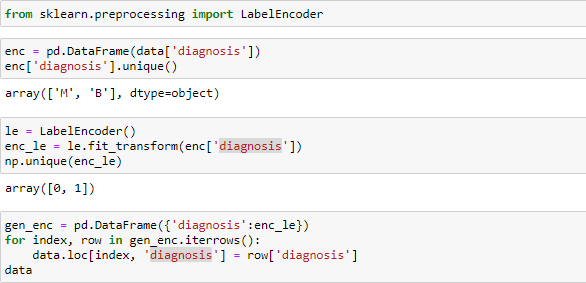 from sklearn.preprocessing import LabelEncoder
enc = pd.DataFrame(data['diagnosis'])
enc['diagnosis'].unique()
array(['M', 'B'], dtype=object)
le = LabelEncoder()
enc_le = le.fit_transform(enc['diagnosis'])
np.unique(enc_le)
array([0, 1])
gen_enc = pd.DataFrame({'diagnosis':enc_le})
for index, row in gen_enc.iterrows():
    data.loc[index, 'diagnosis'] = row['diagnosis']
data